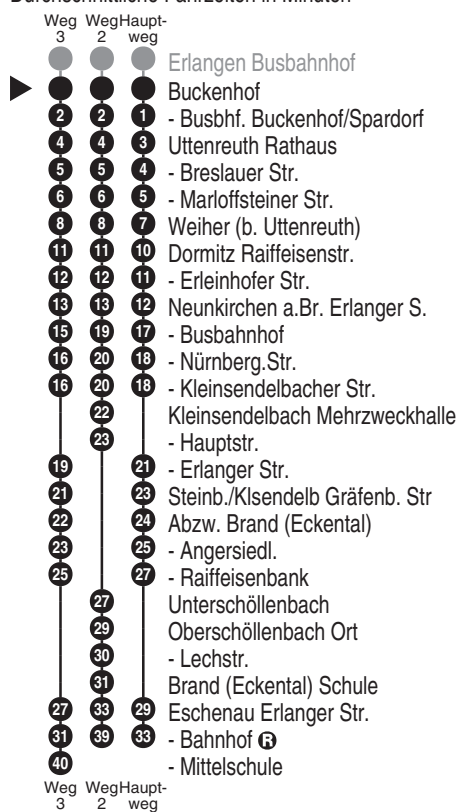 Durchschnittliche Fahrzeiten in Minuten
Weg WegHaupt-
3 2 weg
Erlangen Busbahnhof
Buckenhof
2 2 1 - Busbhf. Buckenhof/Spardorf
4 4 3 Uttenreuth Rathaus
5 5 4 - Breslauer Str.
6 6 5 - Marloffsteiner Str.
8 8 7 Weiher (b. Uttenreuth)
11 11 10 Dormitz Raiffeisenstr.
12 12 11 - Erleinhofer Str.
13 13 12 Neunkirchen a.Br. Erlanger S.
15 19 17 - Busbahnhof
16 20 18 - Nürnberg.Str.
16 20 18 - Kleinsendelbacher Str.
22 Kleinsendelbach Mehrzweckhalle
23 - Hauptstr.
19 21 - Erlanger Str.
21 23 Steinb./Klsendelb Gräfenb. Str
22 24 Abzw. Brand (Eckental)
23 25 - Angersiedl.
25 27 - Raiffeisenbank
27 Unterschöllenbach
29 Oberschöllenbach Ort
30 - Lechstr.
31 Brand (Eckental) Schule
27 33 29 Eschenau Erlanger Str.
31 39 33 - Bahnhof R
40 - Mittelschule
Weg WegHaupt-
3 2 weg